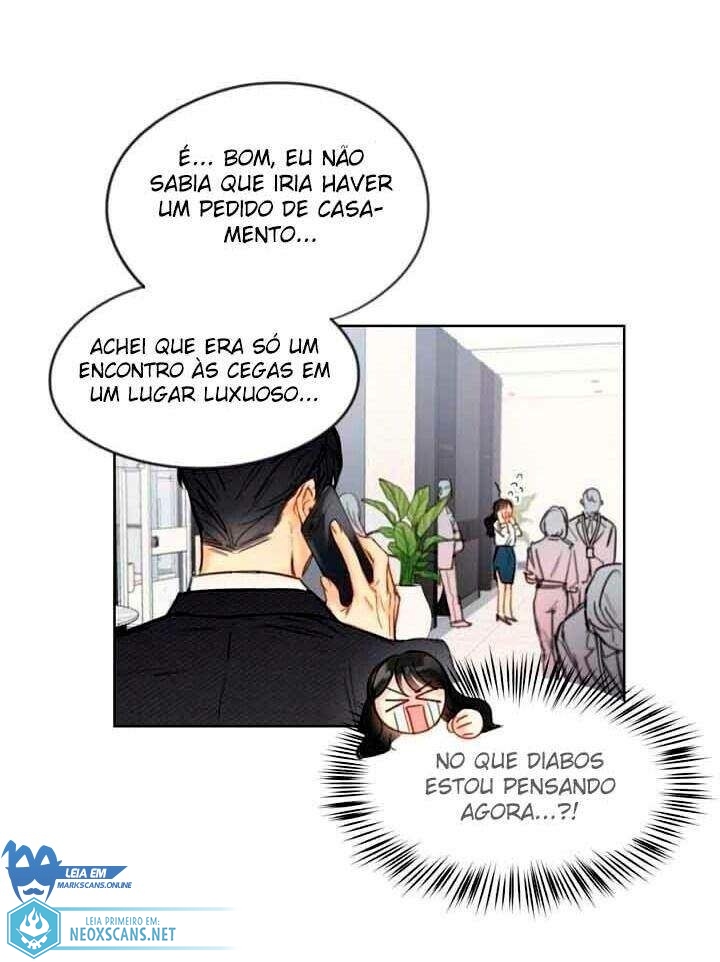 É... BOM, EU NÃO
SABIA QUE IRIA HAVER
UM PEDIDO DE CASA-
MENTO...
ACHEI QUE ERA SÓ UM
ENCONTRO ÀS CEGAS EM
UM LUGAR LUXUOSO...
NO QUE DIABOS
ESTOU PENSANDO
AGORA...?!
LEIA EM
MARKSCANS.ONLINE
LEIA PRIMEIRO EM:
NEOXSCANS.NET